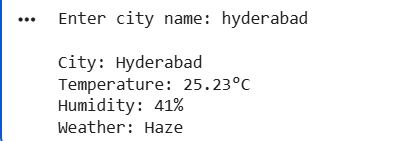 Enter city name: hyderabad
City: Hyderabad
Temperature: 25.23°C
Humidity: 41%
Weather: Haze